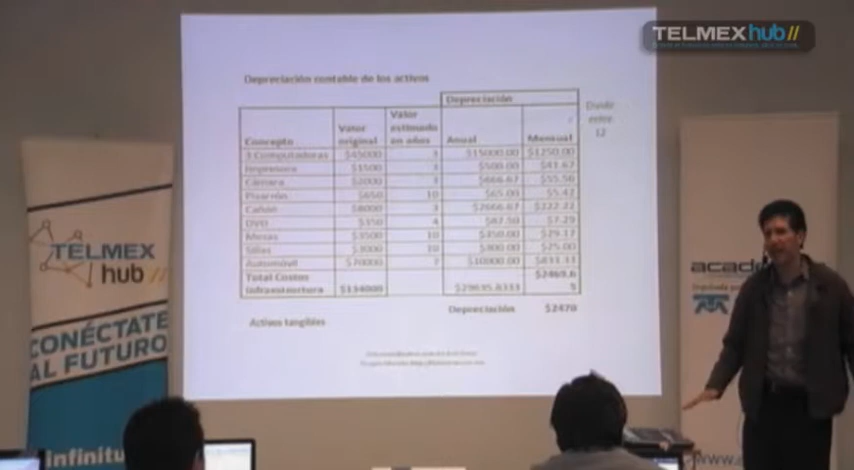 TELMEXhub//
Depreciación contable de los activos
Depreciación
Concepto Valor original Valor estimado en años Anual Mensual
Dividir entre 12
3 Computadoras $45000 3 $15000.00 $1250.00
Impresora $1500 3 $500.00 $41.67
Cámara $2000 3 $666.67 $55.56
Pizarrón $650 10 $65.00 $5.42
Cañón $8000 3 $2666.67 $222.22
DVD $350 4 $87.50 $7.29
Mesas $3500 10 $350.00 $29.17
Sillas $3000 10 $300.00 $25.00
Automóvil $70000 7 $10000.00 $833.33
Total Costos Infraestructura $134000 $2469.65
Depreciación $2470
Activos tangibles
TELMEX
hub //
CONÉCTATE
AL FUTURO
infinitu
acad
www.